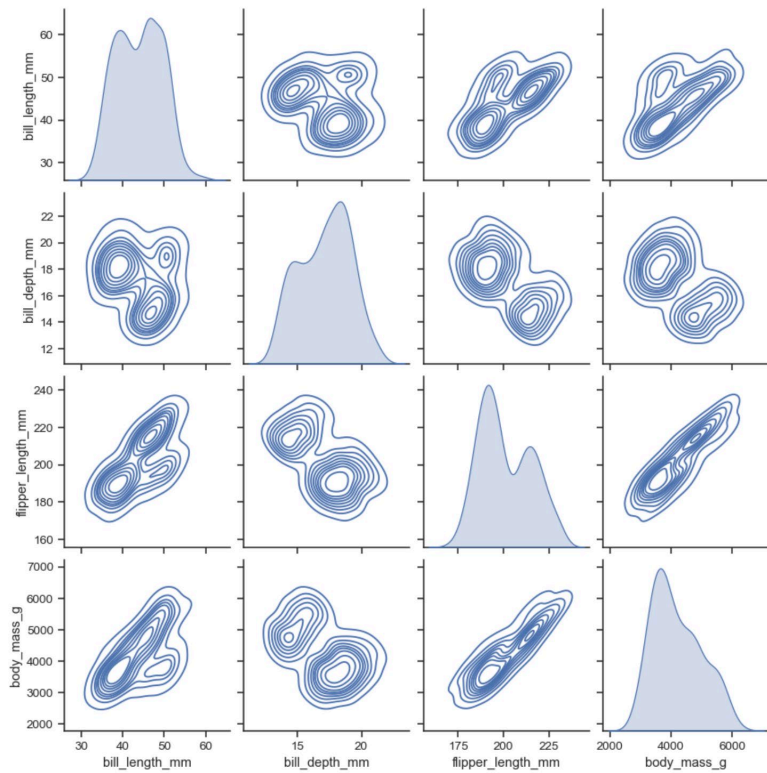 60
50
40
30
bill_length_mm
22
20
18
16
14
12
bill_depth_mm
240
220
200
180
160
flipper_length_mm
7000
6000
5000
4000
3000
2000
body_mass_g
30 40 50 60
bill_length_mm
15 20
bill_depth_mm
175 200 225
flipper_length_mm
2000 4000 6000
body_mass_g